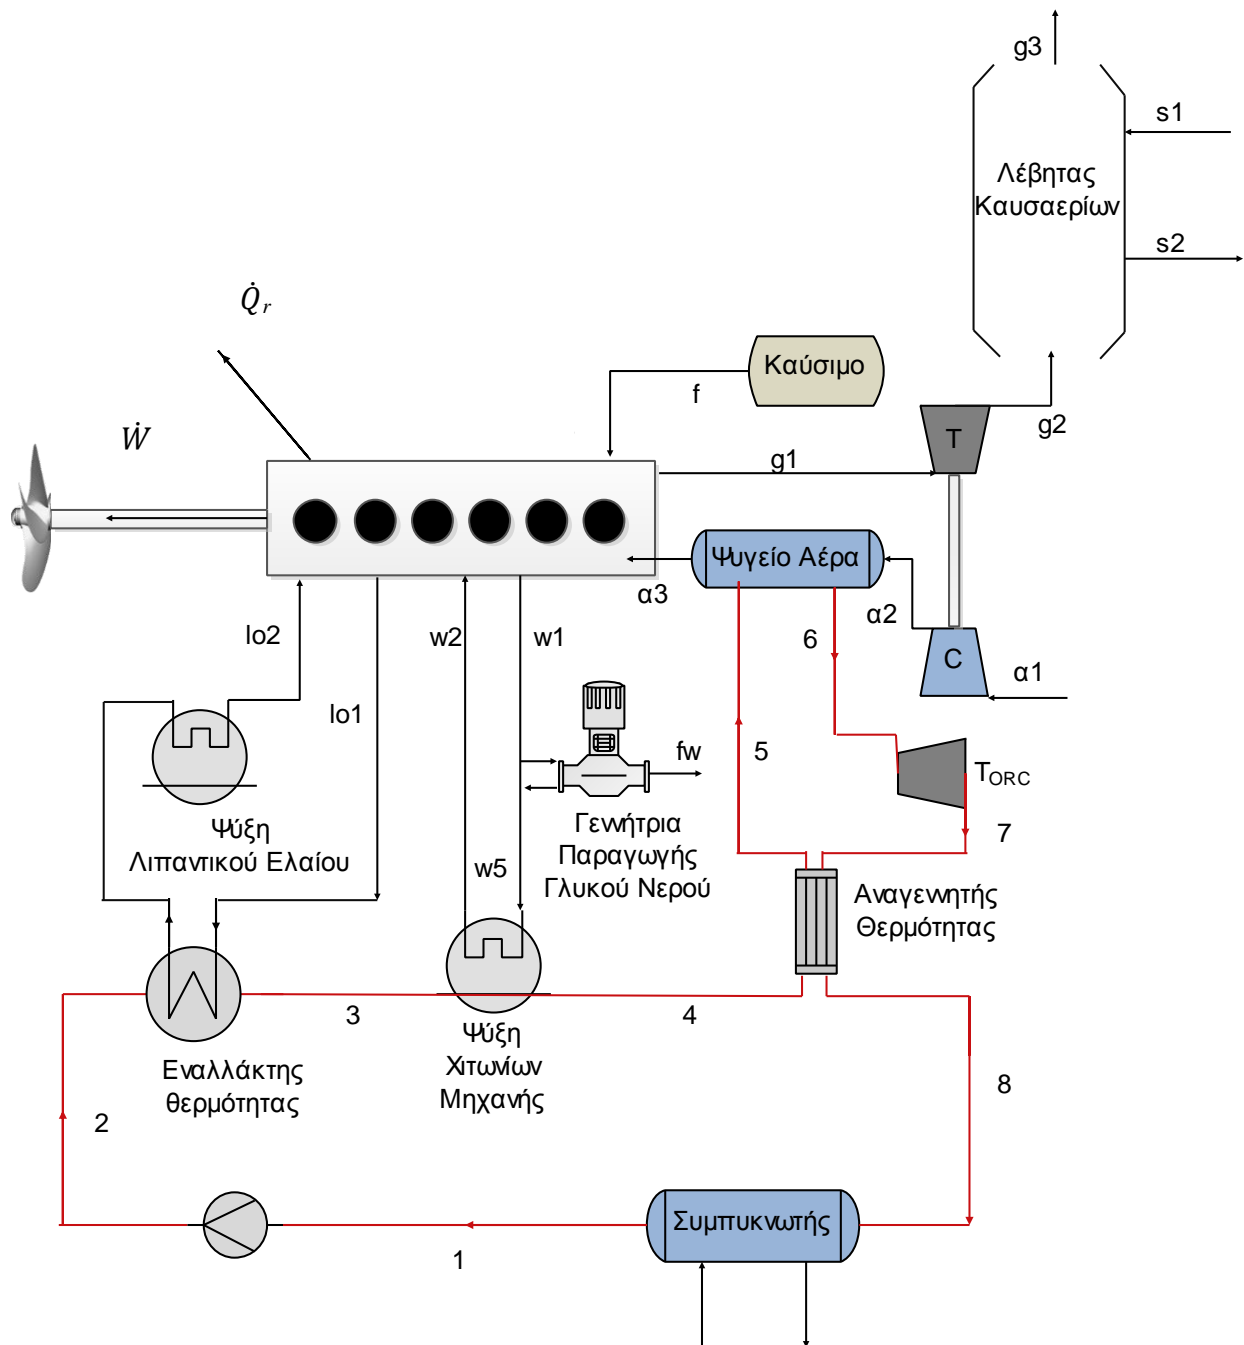 g3
s1
Λέβητας
Καυσαερίων
s2
Q̇r
Καύσιμο
f
Ẇ
T
g2
g1
Ψυγείο Αέρα
α3
α2
lo2
w2
w1
6
C
α1
lo1
5
fw
TORC
Ψύξη
Λιπαντικού Ελαίου
Γεννήτρια
Παραγωγής
Γλυκού Νερού
7
w5
Αναγεννητής
Θερμότητας
3
4
Ψύξη
Χιτωνίων
Μηχανής
Εναλλάκτης
θερμότητας
8
2
Συμπυκνωτής
1